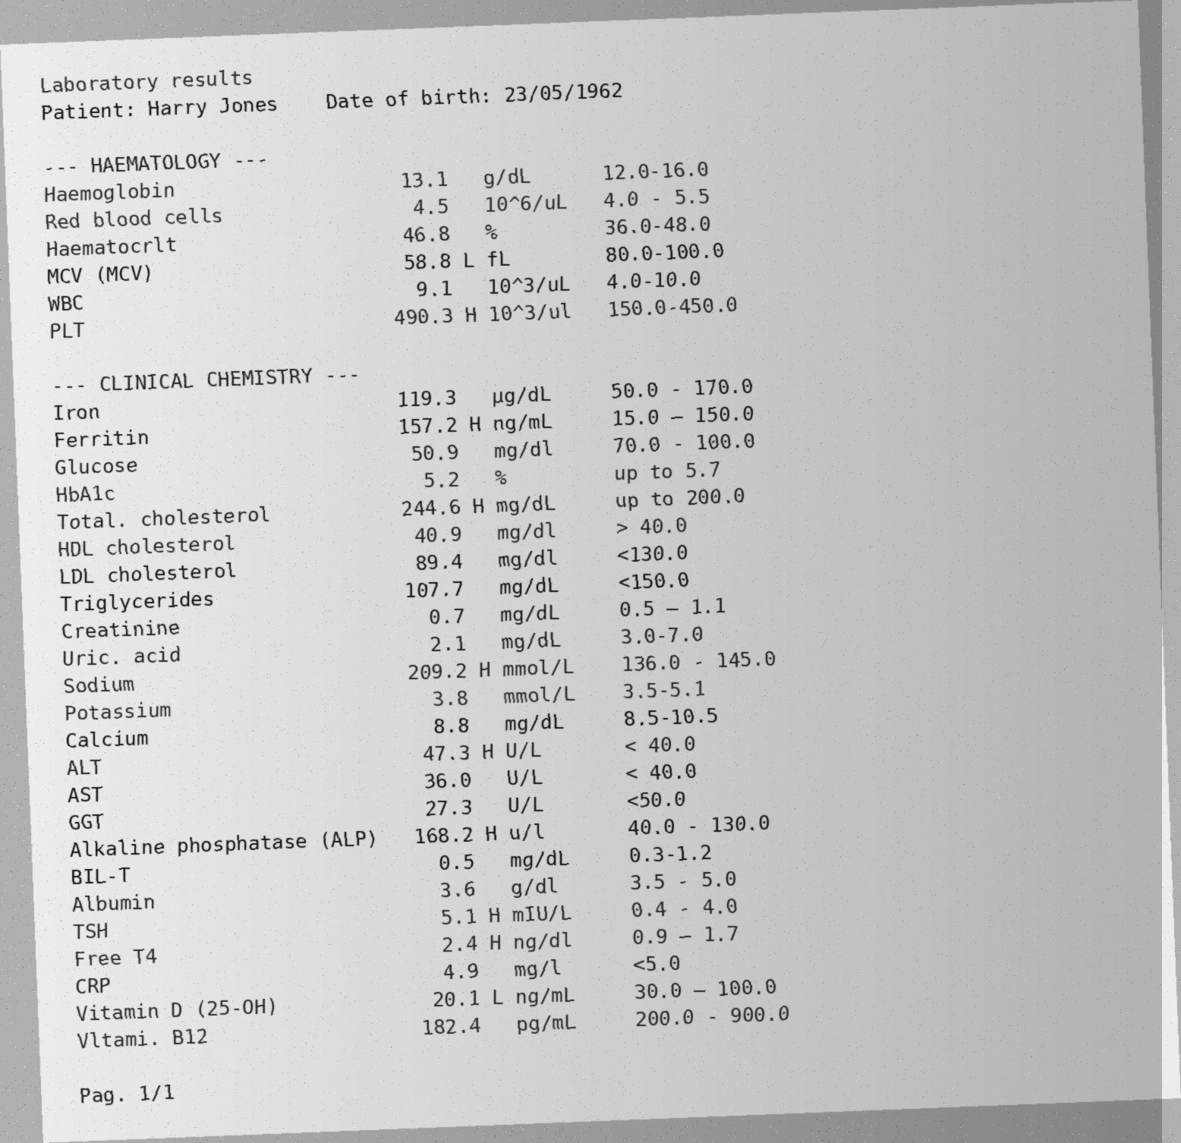 Laboratory results
Patient: Harry Jones    Date of birth: 23/05/1962

--- HAEMATOLOGY ---
Haemoglobin                   13.1   g/dL      12.0-16.0
Red blood cells                4.5   10^6/uL   4.0 - 5.5
Haematocrlt                   46.8   %         36.0-48.0
MCV (MCV)                     58.8 L fL        80.0-100.0
WBC                            9.1   10^3/uL   4.0-10.0
PLT                          490.3 H 10^3/ul   150.0-450.0

--- CLINICAL CHEMISTRY ---
Iron                         119.3   µg/dL     50.0 - 170.0
Ferritin                     157.2 H ng/mL     15.0 – 150.0
Glucose                       50.9   mg/dl     70.0 - 100.0
HbA1c                          5.2   %         up to 5.7
Total. cholesterol           244.6 H mg/dL     up to 200.0
HDL cholesterol               40.9   mg/dl     > 40.0
LDL cholesterol               89.4   mg/dl     <130.0
Triglycerides                107.7   mg/dL     <150.0
Creatinine                     0.7   mg/dL     0.5 – 1.1
Uric. acid                     2.1   mg/dL     3.0-7.0
Sodium                       209.2 H mmol/L    136.0 - 145.0
Potassium                      3.8   mmol/L    3.5-5.1
Calcium                        8.8   mg/dL     8.5-10.5
ALT                           47.3 H U/L       < 40.0
AST                           36.0   U/L       < 40.0
GGT                           27.3   U/L       <50.0
Alkaline phosphatase (ALP)   168.2 H u/l       40.0 - 130.0
BIL-T                          0.5   mg/dL     0.3-1.2
Albumin                        3.6   g/dl      3.5 - 5.0
TSH                            5.1 H mIU/L     0.4 - 4.0
Free T4                        2.4 H ng/dl     0.9 – 1.7
CRP                            4.9   mg/l      <5.0
Vitamin D (25-OH)             20.1 L ng/mL     30.0 – 100.0
Vltami. B12                  182.4   pg/mL     200.0 - 900.0

Pag. 1/1